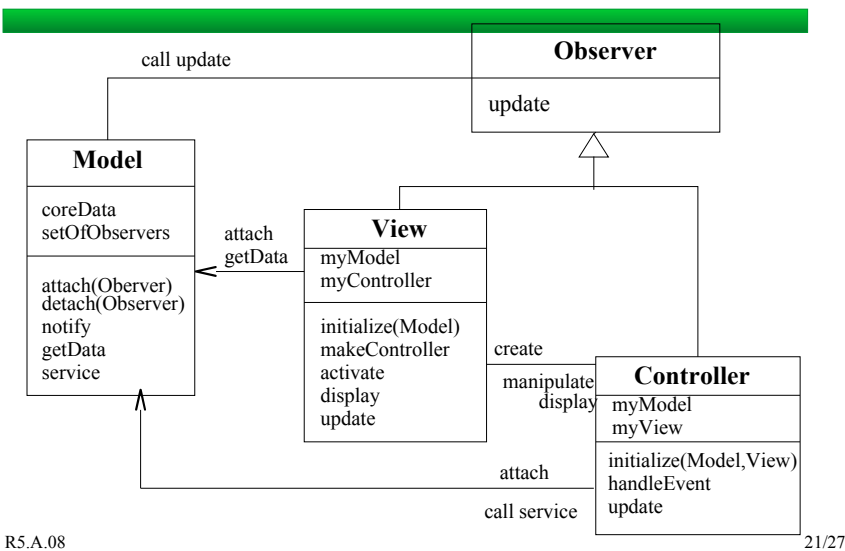 Observer
call update
update
Model
coreData
setOfObservers
attach(Oberver)
detach(Observer)
notify
getData
service
attach
getData
View
myModel
myController
initialize(Model)
makeController
activate
display
update
create
manipulate
display
Controller
myModel
myView
initialize(Model,View)
handleEvent
update
attach
call service
R5.A.08
21/27